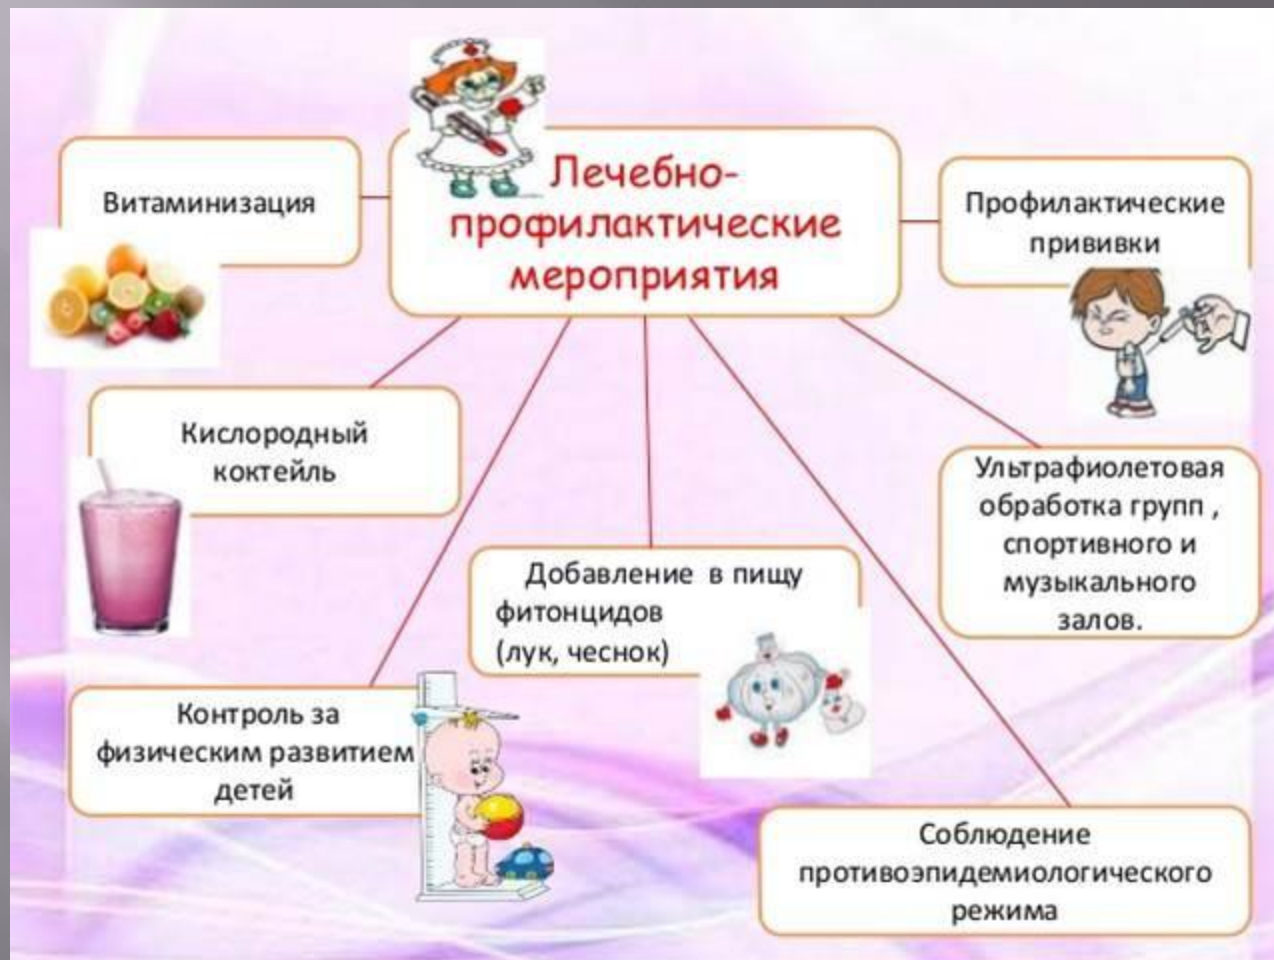 Лечебно-
профилактические
мероприятия
Витаминизация
Профилактические
прививки
Кислородный
коктейль
Ультрафиолетовая
обработка групп ,
спортивного и
музыкального
залов.
Добавление в пищу
фитонцидов
(лук, чеснок)
Контроль за
физическим развитием
детей
Соблюдение
противоэпидемиологического
режима